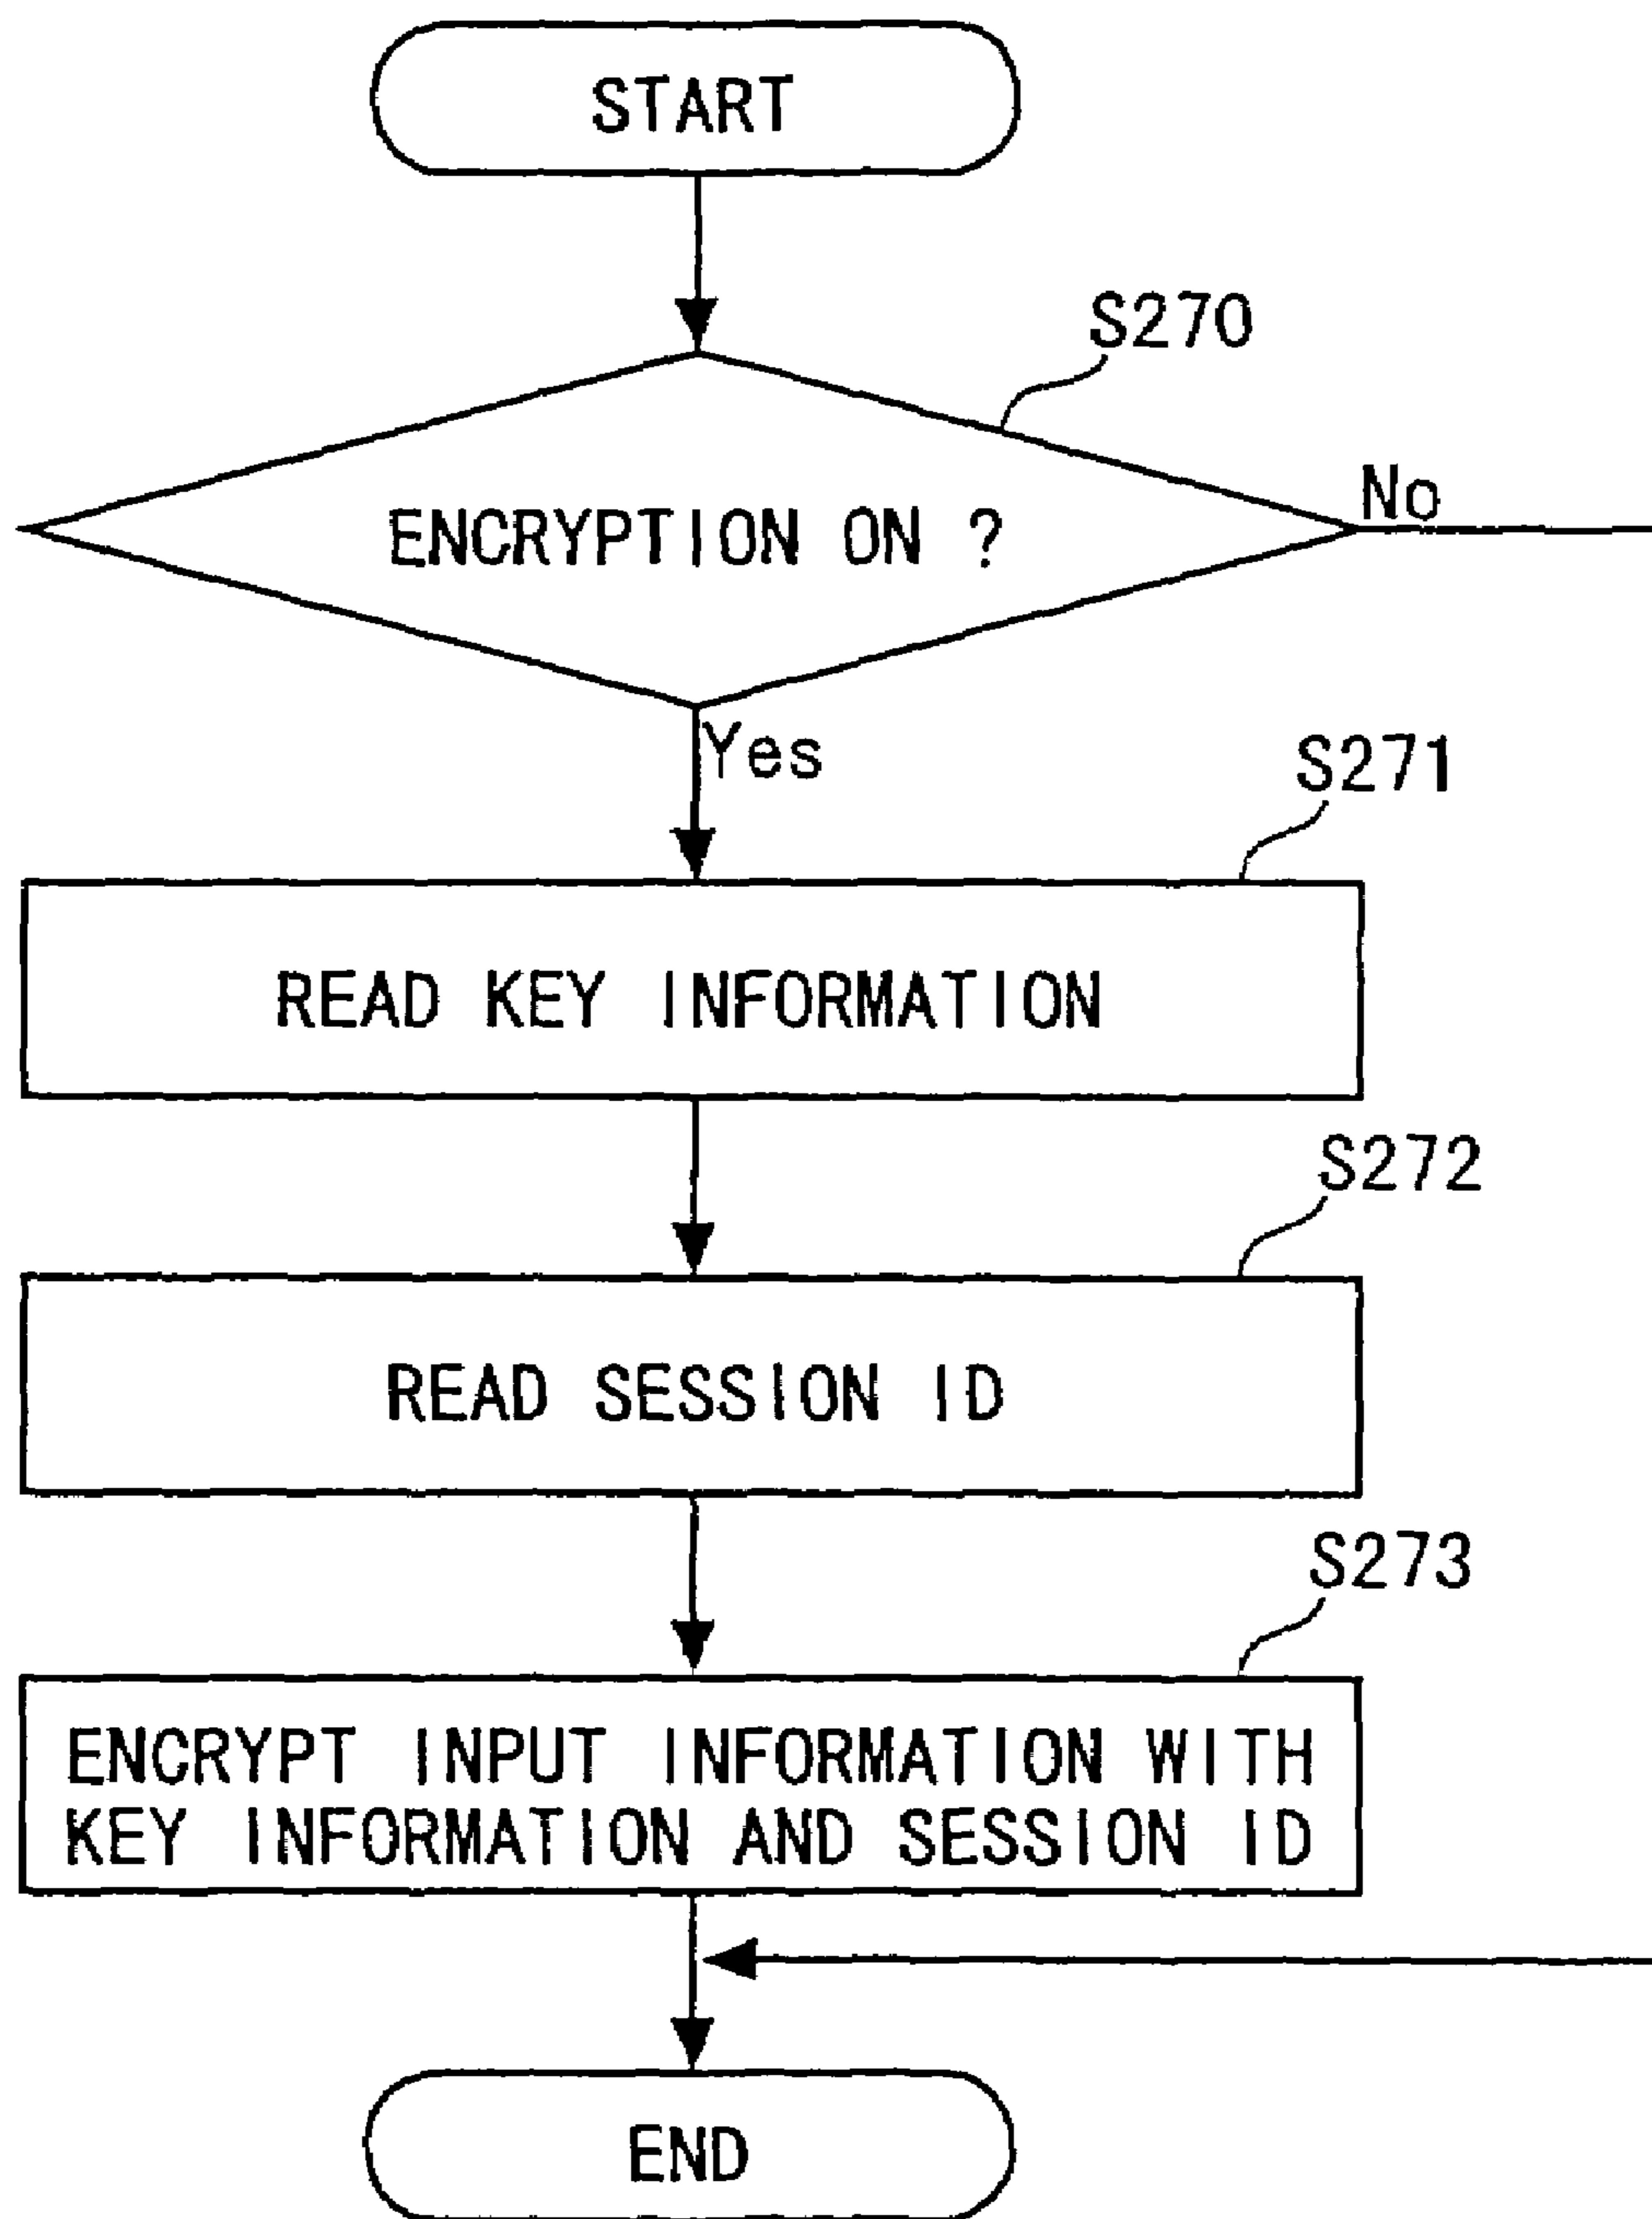 START
S270
ENCRYPTION ON ?
No
Yes
S271
READ KEY INFORMATION
S272
READ SESSION ID
S273
ENCRYPT INPUT INFORMATION WITH
KEY INFORMATION AND SESSION ID
END